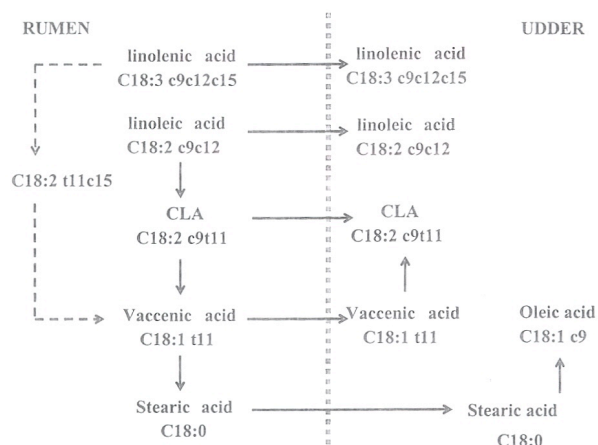 RUMEN
UDDER
linolenic acid
C18:3 c9c12c15
linolenic acid
C18:3 c9c12c15
linoleic acid
C18:2 c9c12
linoleic acid
C18:2 c9c12
C18:2 t11c15
CLA
C18:2 c9t11
CLA
C18:2 c9t11
Vaccenic acid
C18:1 t11
Vaccenic acid
C18:1 t11
Oleic acid
C18:1 c9
Stearic acid
C18:0
Stearic acid
C18:0